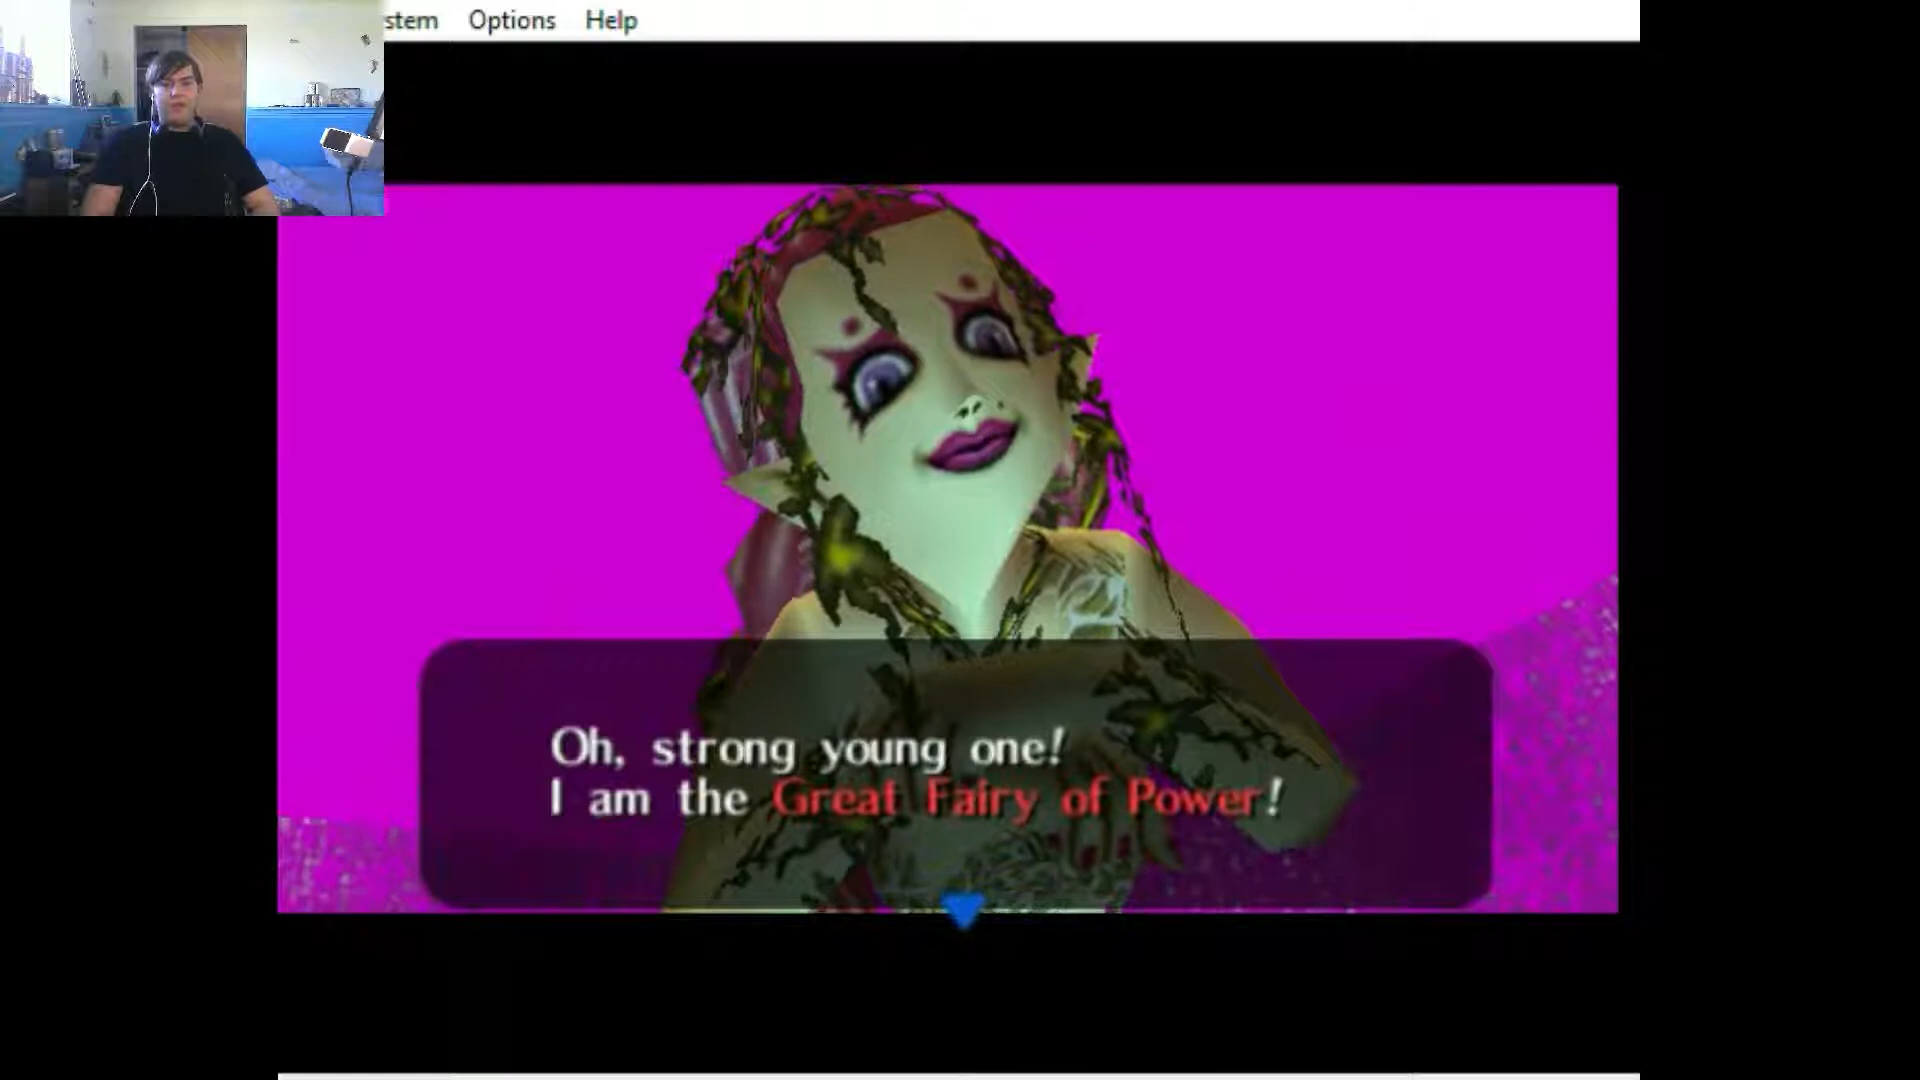 stem Options Help
Oh, strong young one!
I am the Great Fairy of Power!